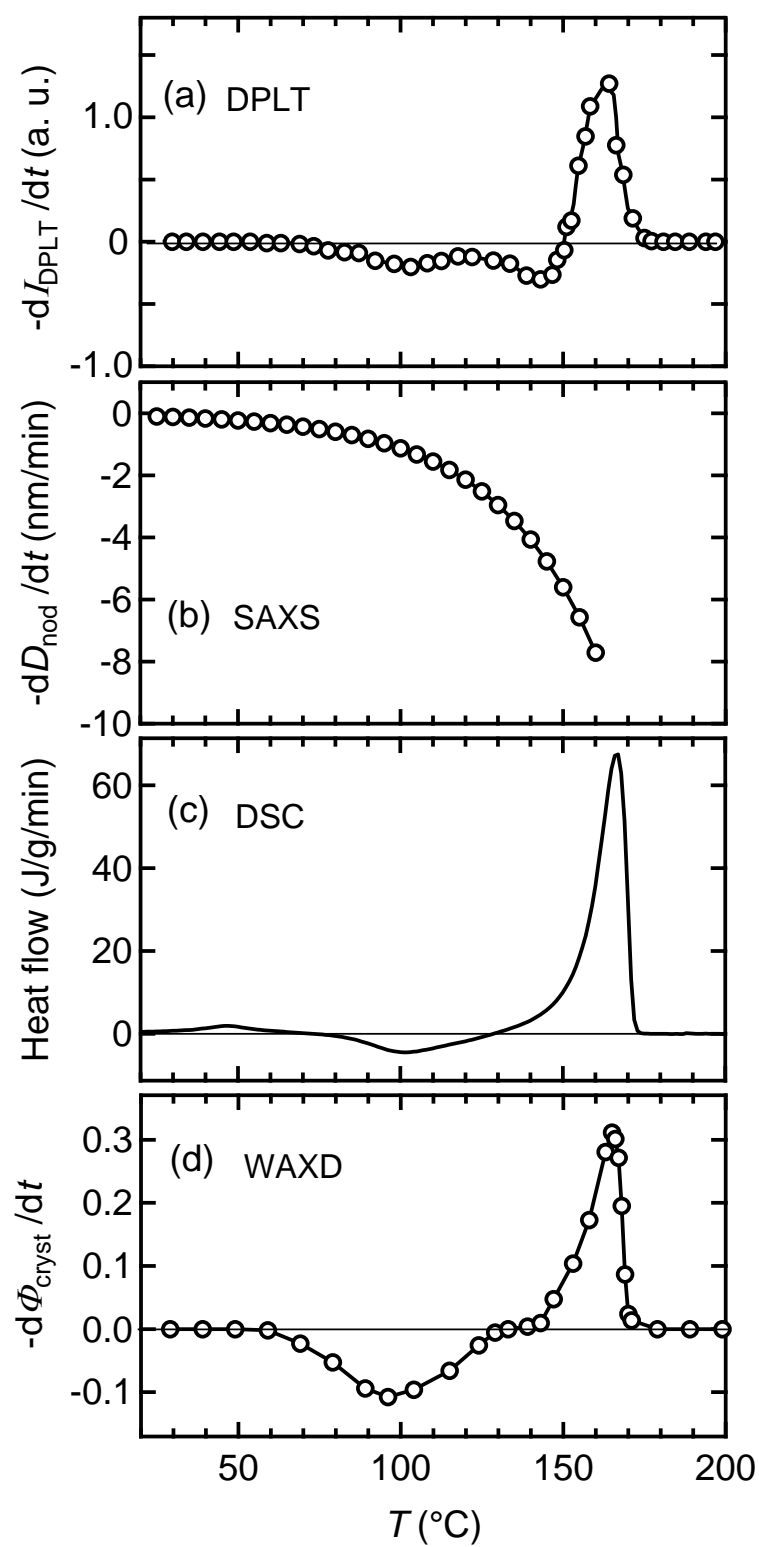 (a) DPLT
-dI_DPLT /dt (a. u.)
1.0
0
-1.0
(b) SAXS
-dD_nod /dt (nm/min)
0
-2
-4
-6
-8
-10
(c) DSC
Heat flow (J/g/min)
60
40
20
0
(d) WAXD
-dΦ_cryst /dt
0.3
0.2
0.1
0.0
-0.1
50 100 150 200
T (°C)